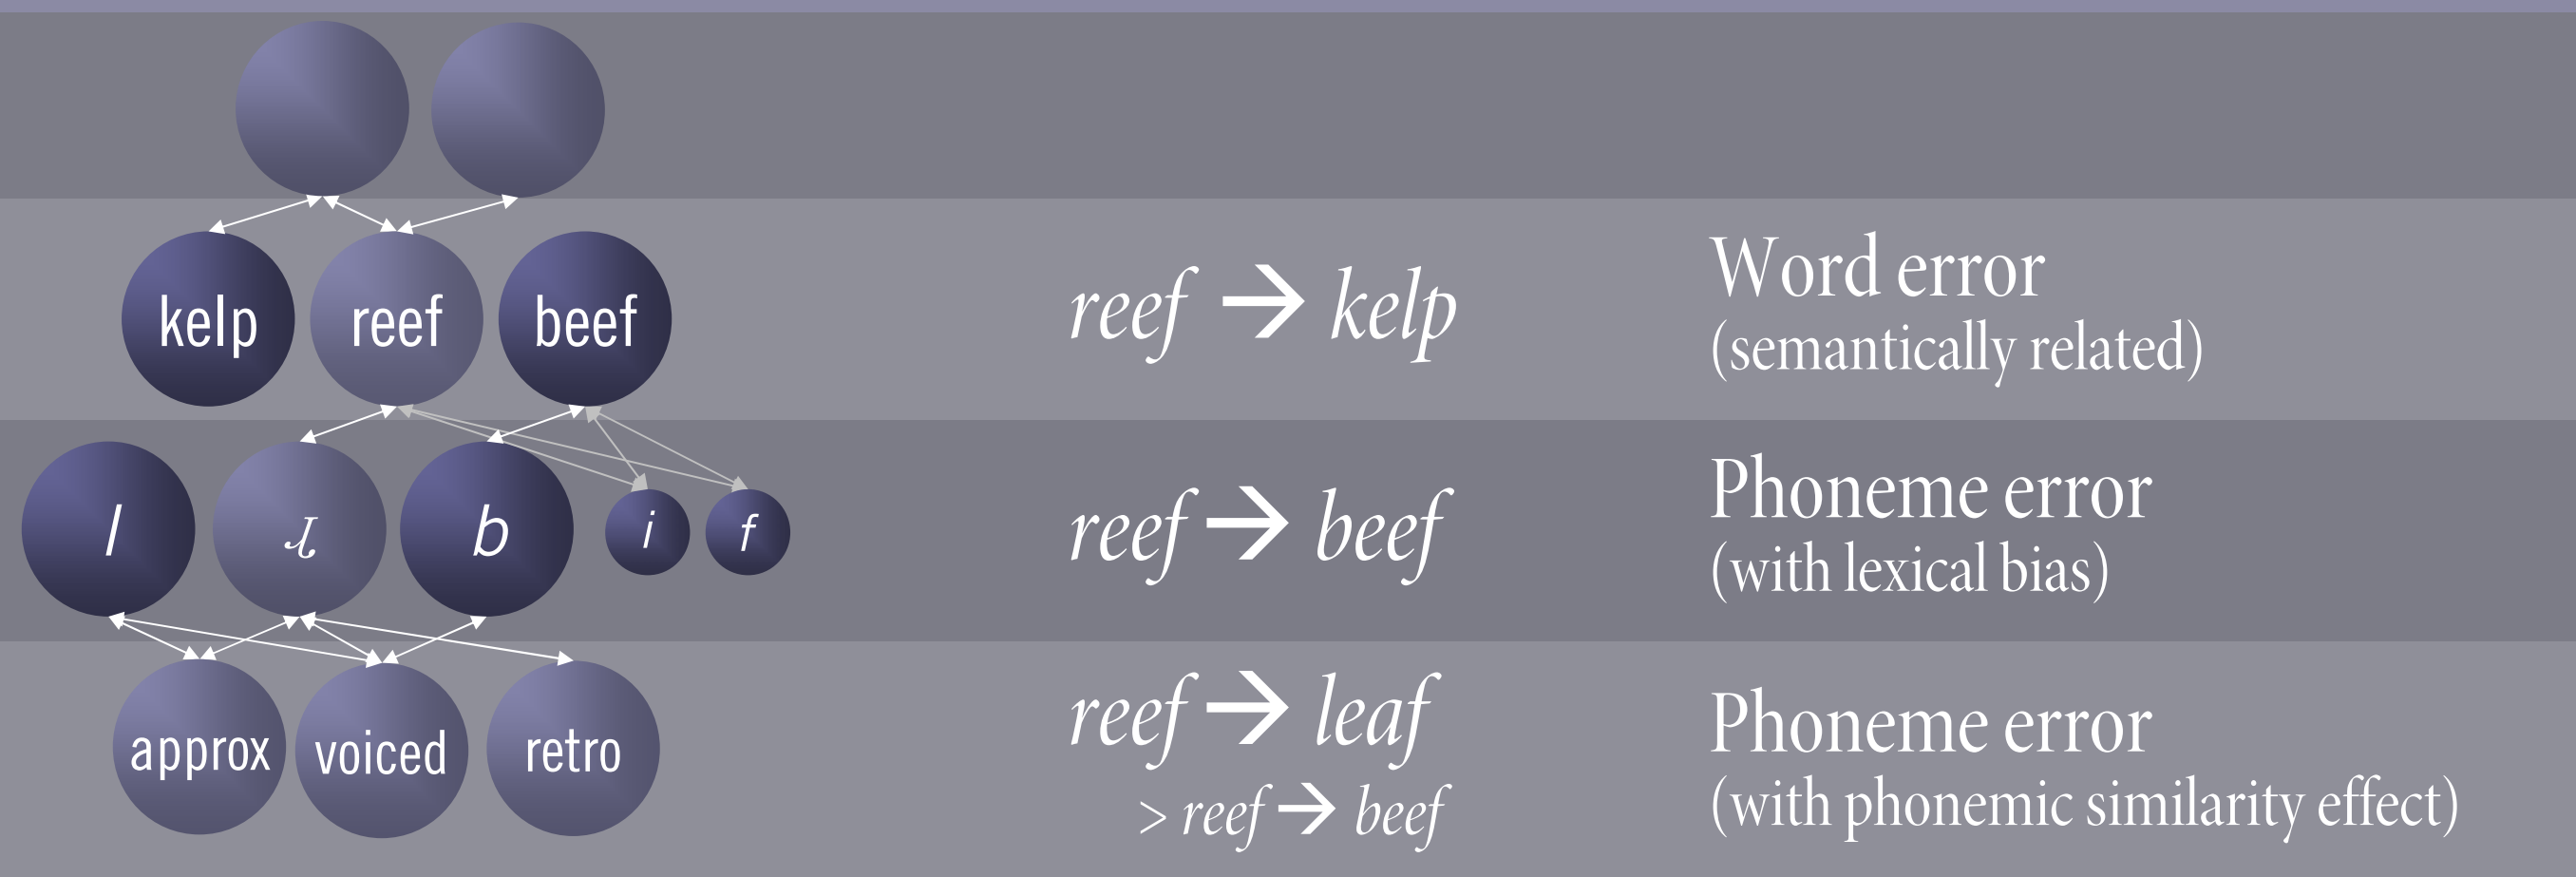 kelp reef beef
reef → kelp
Word error
(semantically related)
l ɻ b i f
reef → beef
Phoneme error
(with lexical bias)
approx voiced retro
reef → leaf
> reef → beef
Phoneme error
(with phonemic similarity effect)